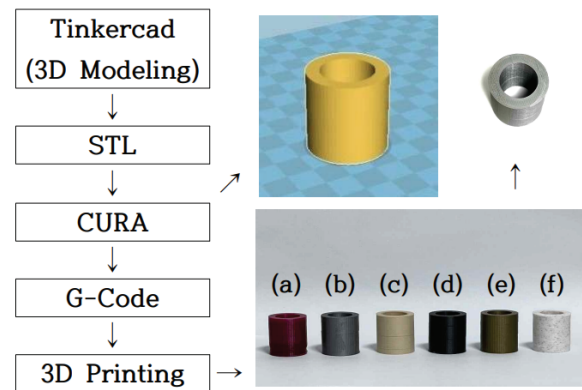 Tinkercad
(3D Modeling)
STL
CURA
G-Code
3D Printing
(a) (b) (c) (d) (e) (f)